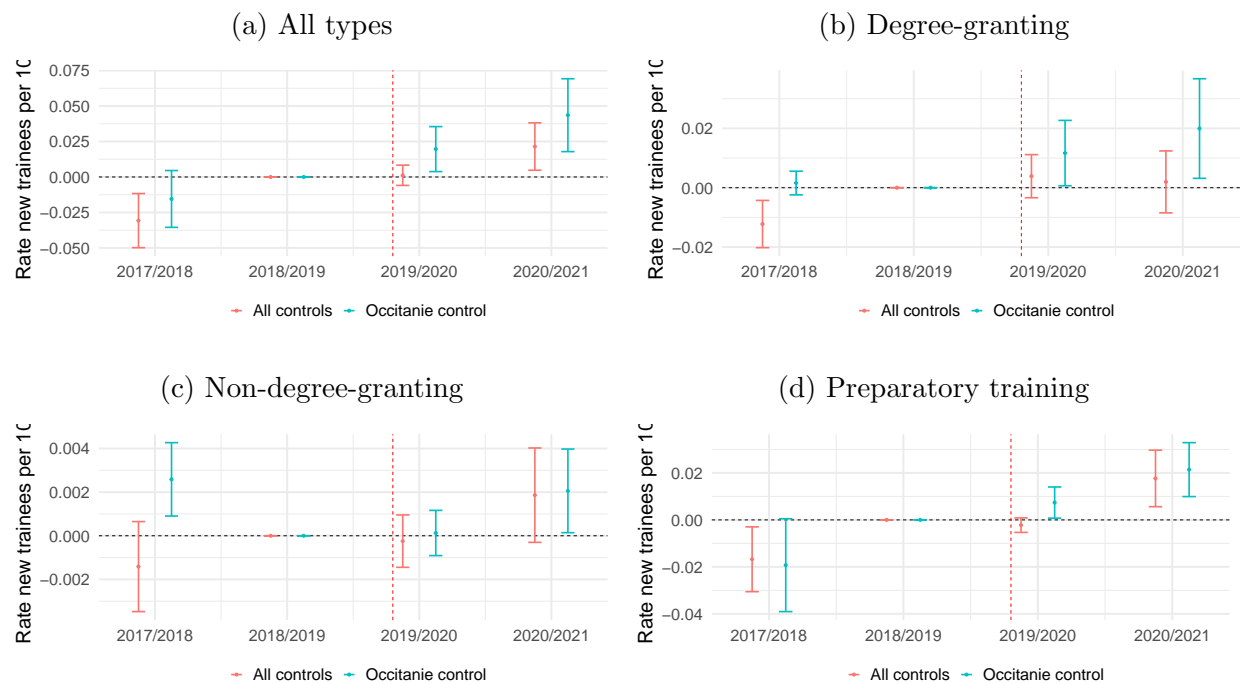 (a) All types
Rate new trainees per 10
0.075
0.050
0.025
0.000
−0.025
−0.050
2017/2018 2018/2019 2019/2020 2020/2021
All controls Occitanie control
(b) Degree-granting
Rate new trainees per 10
0.02
0.00
−0.02
2017/2018 2018/2019 2019/2020 2020/2021
All controls Occitanie control
(c) Non-degree-granting
Rate new trainees per 10
0.004
0.002
0.000
−0.002
2017/2018 2018/2019 2019/2020 2020/2021
All controls Occitanie control
(d) Preparatory training
Rate new trainees per 10
0.02
0.00
−0.02
−0.04
2017/2018 2018/2019 2019/2020 2020/2021
All controls Occitanie control